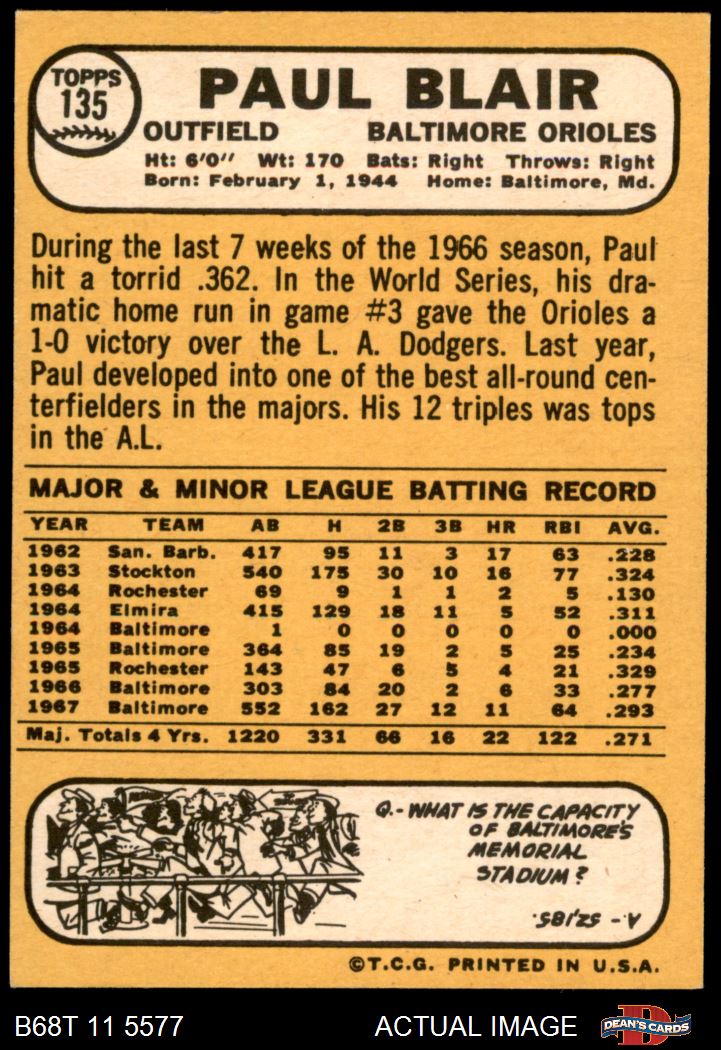 TOPPS
135
PAUL BLAIR
OUTFIELD BALTIMORE ORIOLES
Ht: 6'0" Wt: 170 Bats: Right Throws: Right
Born: February 1, 1944 Home: Baltimore, Md.
During the last 7 weeks of the 1966 season, Paul
hit a torrid .362. In the World Series, his dra-
matic home run in game #3 gave the Orioles a
1-0 victory over the L. A. Dodgers. Last year,
Paul developed into one of the best all-round cen-
terfielders in the majors. His 12 triples was tops
in the A.L.
MAJOR & MINOR LEAGUE BATTING RECORD
YEAR TEAM AB H 2B 3B HR RBI AVG.
1962 San. Barb. 417 95 11 3 17 63 .228
1963 Stockton 540 175 30 10 16 77 .324
1964 Rochester 69 9 1 1 2 5 .130
1964 Elmira 415 129 18 11 5 52 .311
1964 Baltimore 1 0 0 0 0 0 .000
1965 Baltimore 364 85 19 2 5 25 .234
1965 Rochester 143 47 6 5 4 21 .329
1966 Baltimore 303 84 20 2 6 33 .277
1967 Baltimore 552 162 27 12 11 64 .293
Maj. Totals 4 Yrs. 1220 331 66 16 22 122 .271
Q.- WHAT IS THE CAPACITY
OF BALTIMORE'S
MEMORIAL
STADIUM?
A - 52,185.
©T.C.G. PRINTED IN U.S.A.
B68T 11 5577 ACTUAL IMAGE DEAN'S CARDS